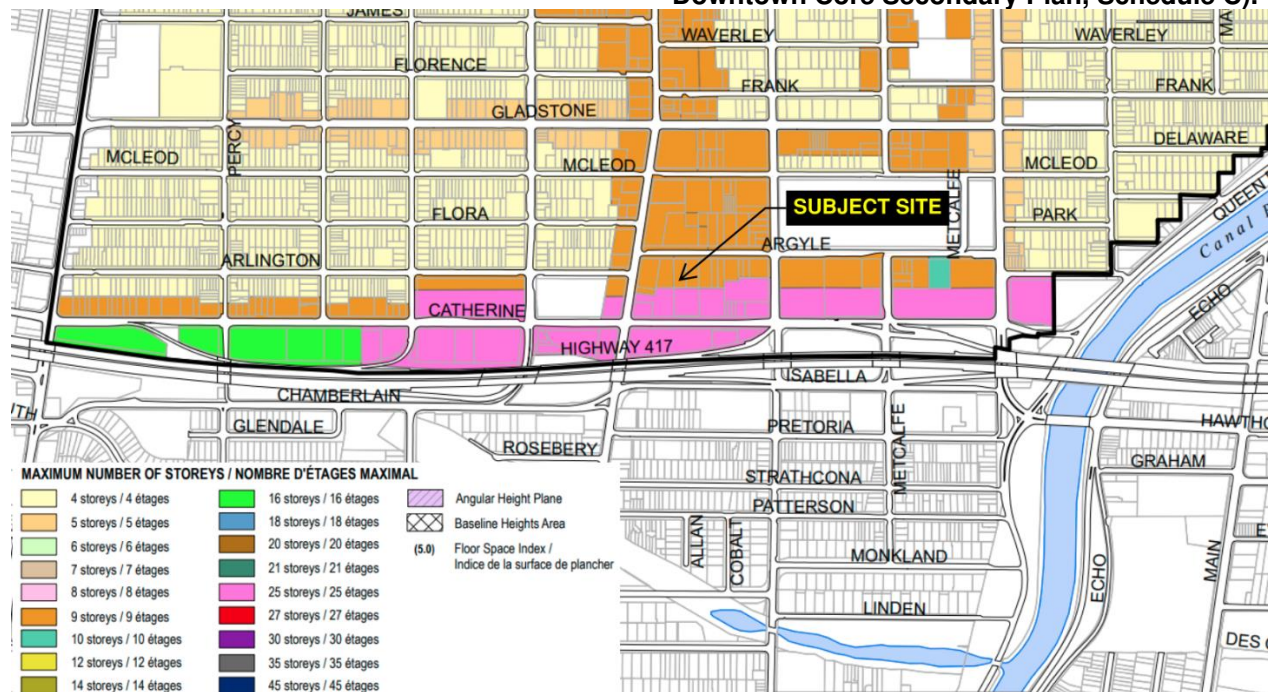 Downtown Core Secondary Plan, Schedule C).
JAMES
WAVERLEY
WAVERLEY
FLORENCE
FRANK
FRANK
GLADSTONE
DELAWARE
MCLEOD
PERCY
MCLEOD
METCALFE
MCLEOD
SUBJECT SITE
QUEEN
FLORA
PARK
ARGYLE
Canal
ARLINGTON
ECHO
CATHERINE
HIGHWAY 417
ISABELLA
CHAMBERLAIN
GLENDALE
PRETORIA
METCALFE
ROSEBERY
GRAHAM
STRATHCONA
PATTERSON
ALLAN
COBALT
MONKLAND
ECHO
MAIN
LINDEN
MAXIMUM NUMBER OF STOREYS / NOMBRE D'ÉTAGES MAXIMAL
4 storeys / 4 étages
5 storeys / 5 étages
6 storeys / 6 étages
7 storeys / 7 étages
8 storeys / 8 étages
9 storeys / 9 étages
10 storeys / 10 étages
12 storeys / 12 étages
14 storeys / 14 étages
16 storeys / 16 étages
18 storeys / 18 étages
20 storeys / 20 étages
21 storeys / 21 étages
25 storeys / 25 étages
27 storeys / 27 étages
30 storeys / 30 étages
35 storeys / 35 étages
45 storeys / 45 étages
Angular Height Plane
Baseline Heights Area
(5.0) Floor Space Index /
Indice de la surface de plancher